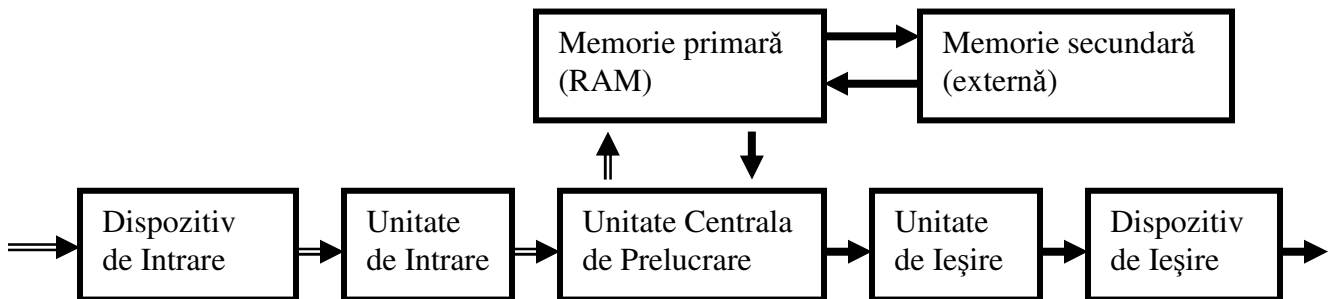 Memorie primară
(RAM)
Memorie secundară
(externă)
Dispozitiv
de Intrare
Unitate
de Intrare
Unitate Centrala
de Prelucrare
Unitate
de Ieşire
Dispozitiv
de Ieşire